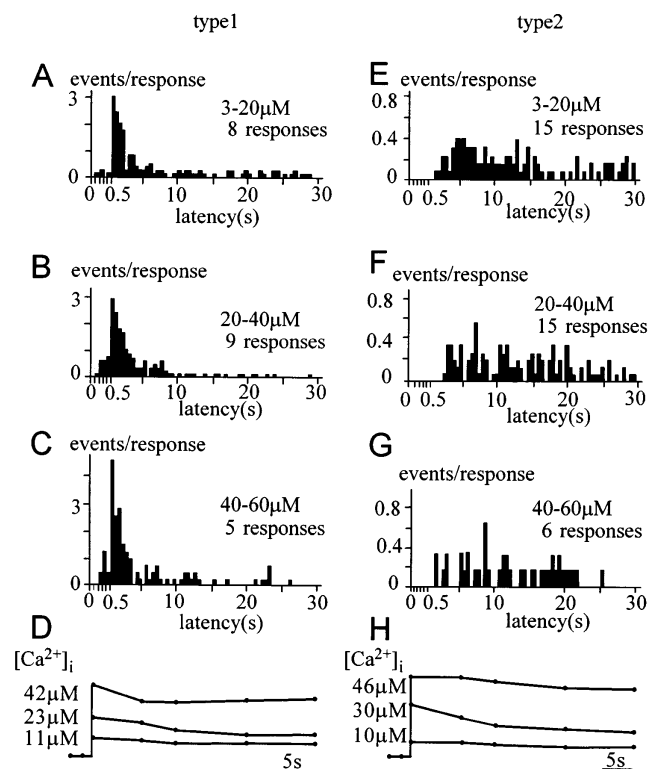 type1
type2
A
events/response
3
0
3-20μM
8 responses
0 0.5 10 20 30
latency(s)
E
events/response
0.8
0.4
0
3-20μM
15 responses
0 0.5 10 20 30
latency(s)
B
events/response
3
0
20-40μM
9 responses
0 0.5 10 20 30
latency(s)
F
events/response
0.8
0.4
0
20-40μM
15 responses
0 0.5 10 20 30
latency(s)
C
events/response
3
0
40-60μM
5 responses
0 0.5 10 20 30
latency(s)
G
events/response
0.8
0.4
0
40-60μM
6 responses
0 0.5 10 20 30
latency(s)
D
[Ca²⁺]ᵢ
42μM
23μM
11μM
5s
H
[Ca²⁺]ᵢ
46μM
30μM
10μM
5s